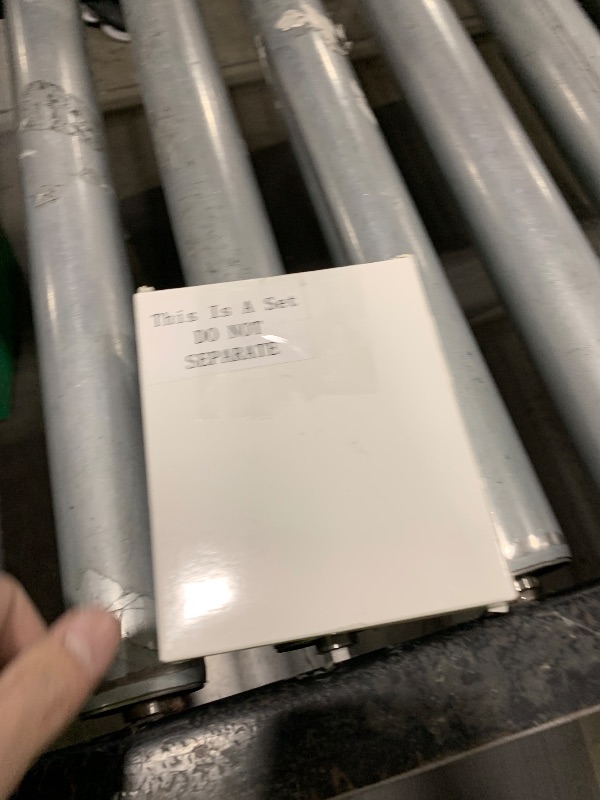 This Is A Set
DO NOT
SEPARATE